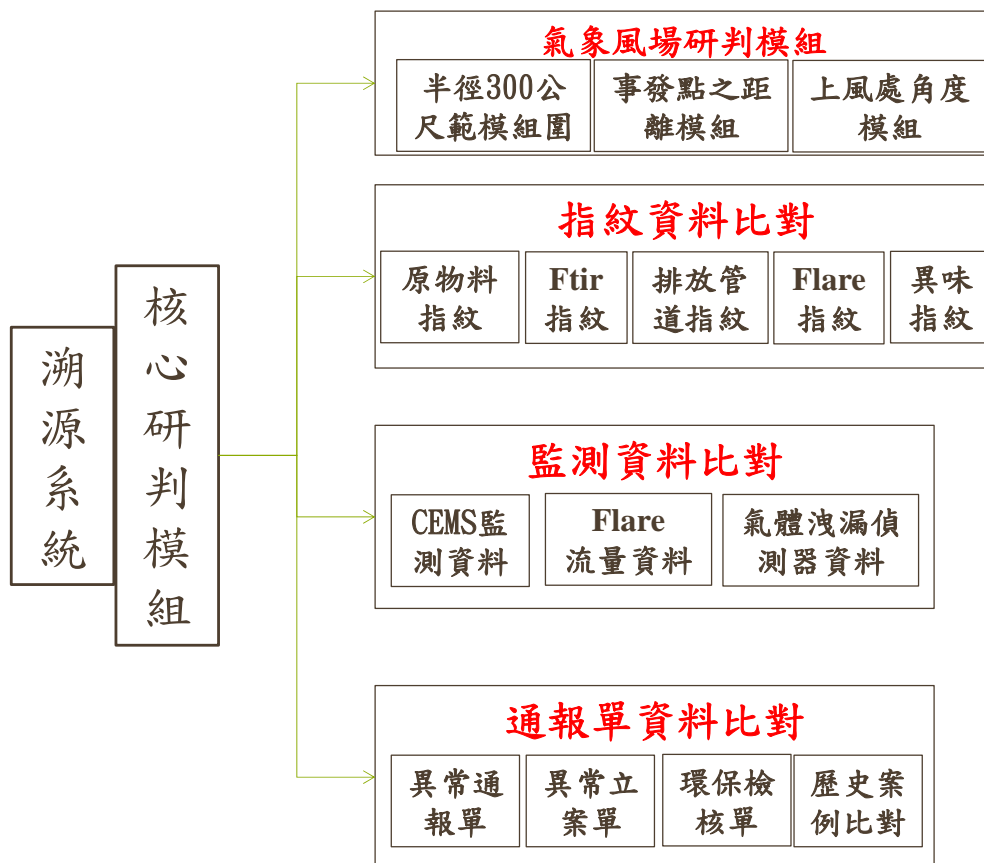 溯源系統
核心研判模組
氣象風場研判模組
半徑300公
尺範模組圍
事發點之距
離模組
上風處角度
模組
指紋資料比對
原物料
指紋
Ftir
指紋
排放管
道指紋
Flare
指紋
異味
指紋
監測資料比對
CEMS監
測資料
Flare
流量資料
氣體洩漏偵
測器資料
通報單資料比對
異常通
報單
異常立
案單
環保檢
核單
歷史案
例比對